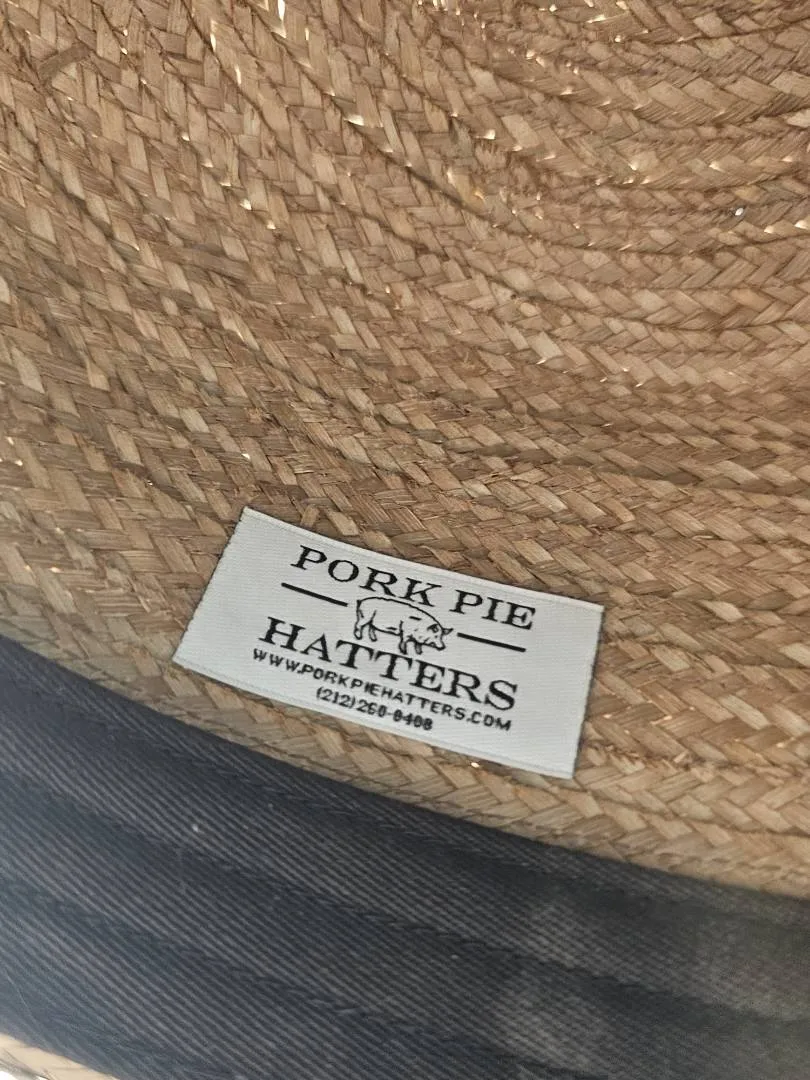 PORK PIE
HATTERS
WWW.PORKPIEHATTERS.COM
(212)260-0408